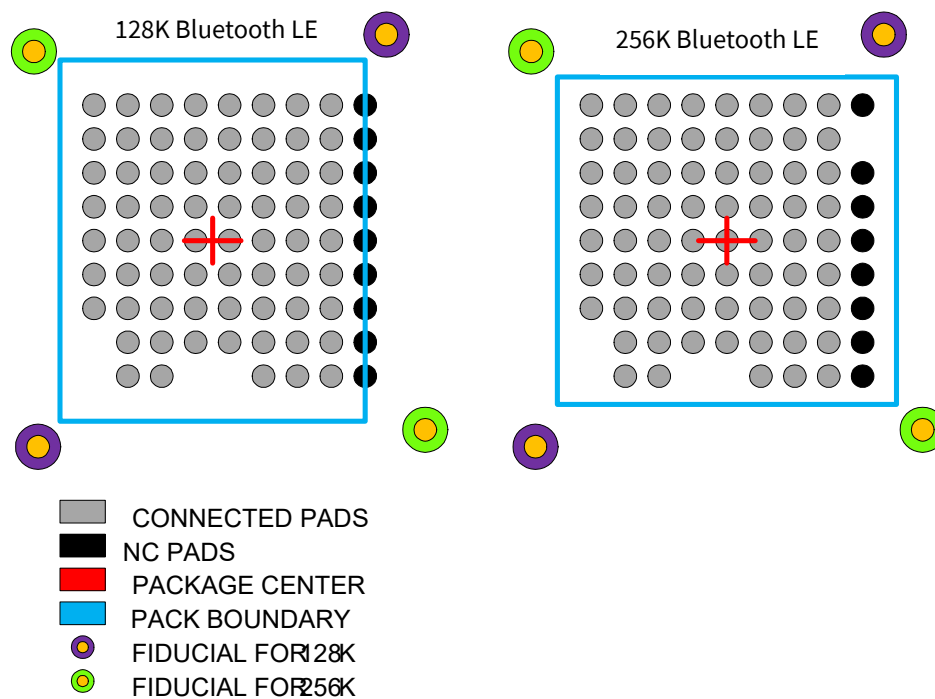 128K Bluetooth LE
256K Bluetooth LE
CONNECTED PADS
NC PADS
PACKAGE CENTER
PACK BOUNDARY
FIDUCIAL FOR 128K
FIDUCIAL FOR 256K